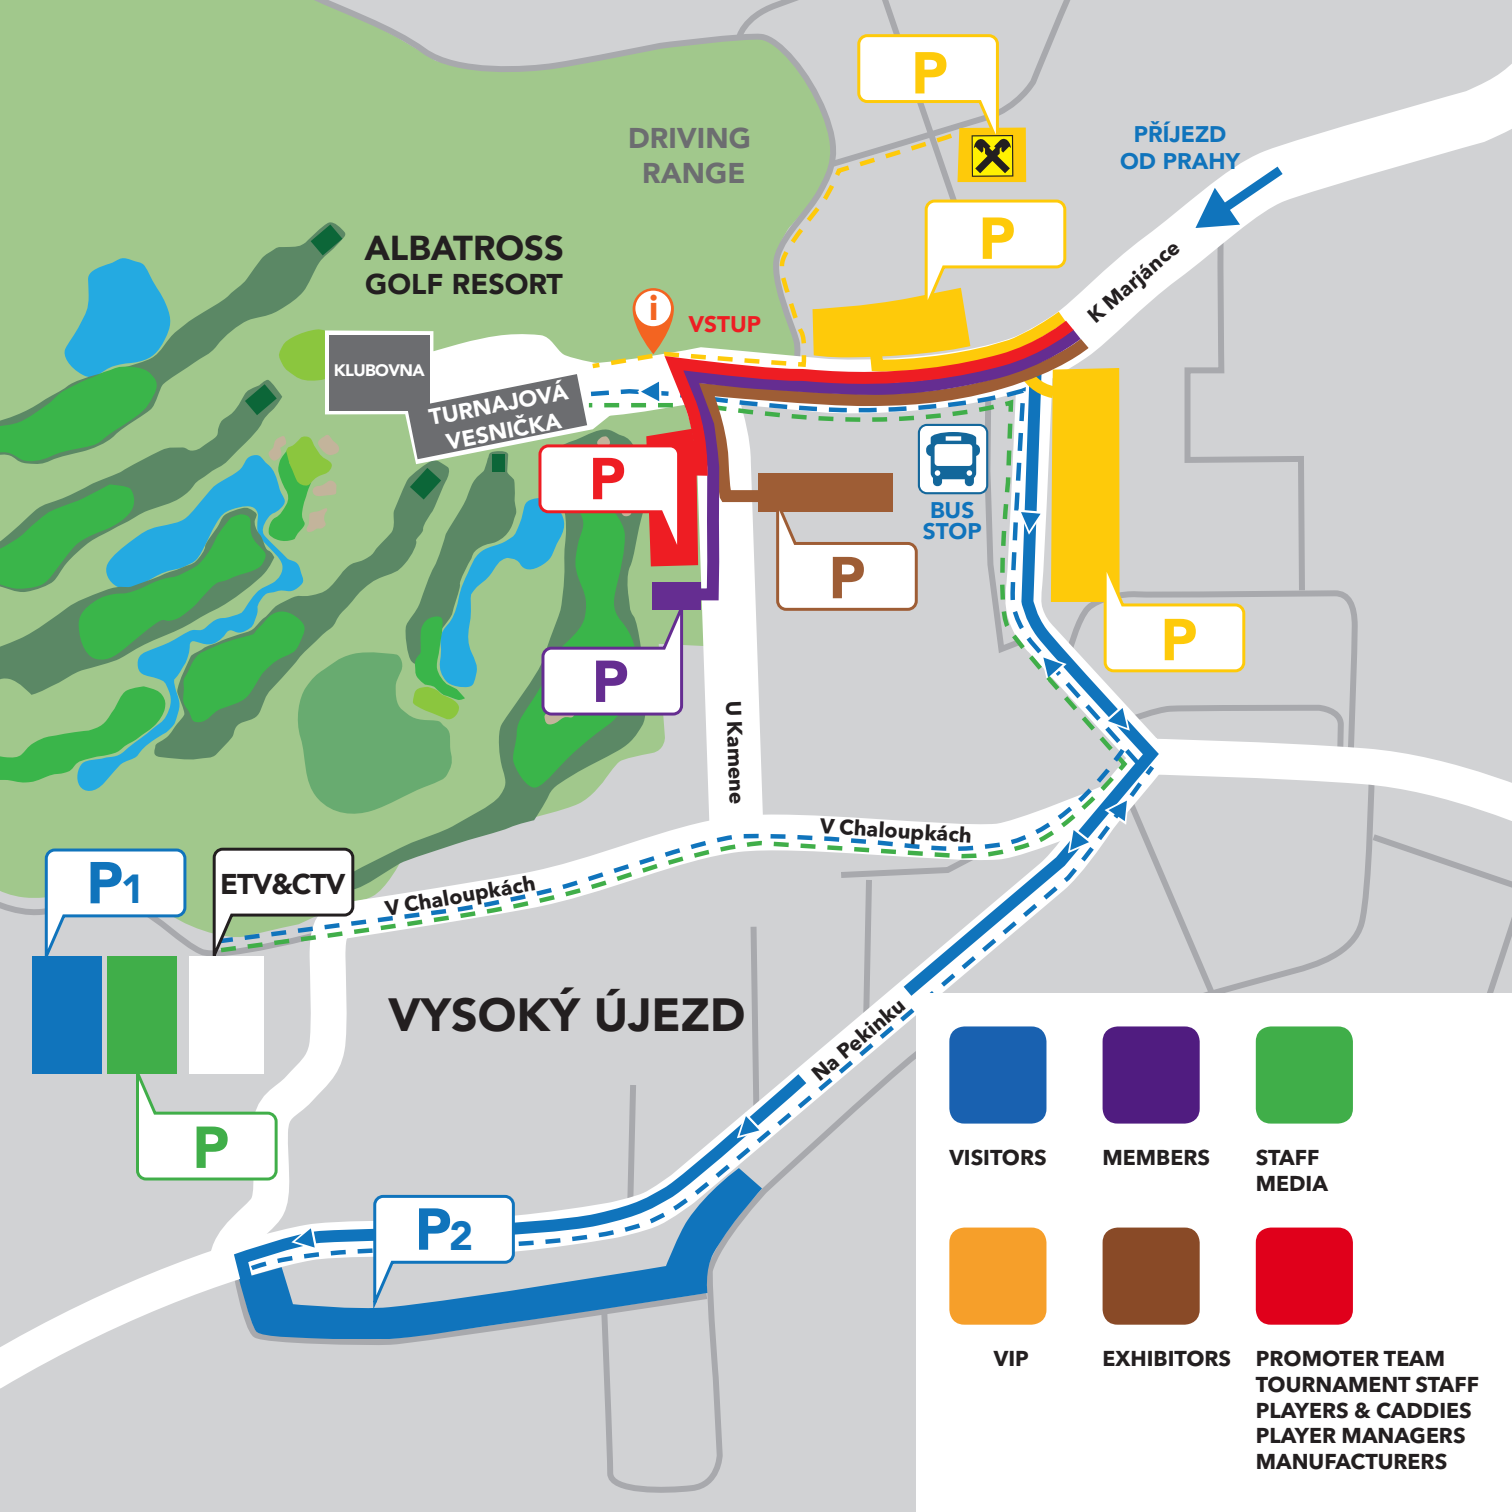 P
PŘÍJEZD
OD PRAHY
DRIVING
RANGE
P
ALBATROSS
GOLF RESORT
K Marjánce
i
VSTUP
KLUBOVNA
TURNAJOVÁ
VESNIČKA
P
BUS
STOP
P
P
P
U Kamene
V Chaloupkách
P1
ETV&CTV
V Chaloupkách
VYSOKÝ ÚJEZD
Na Pekinku
P
P2
VISITORS
MEMBERS
STAFF
MEDIA
VIP
EXHIBITORS
PROMOTER TEAM
TOURNAMENT STAFF
PLAYERS & CADDIES
PLAYER MANAGERS
MANUFACTURERS